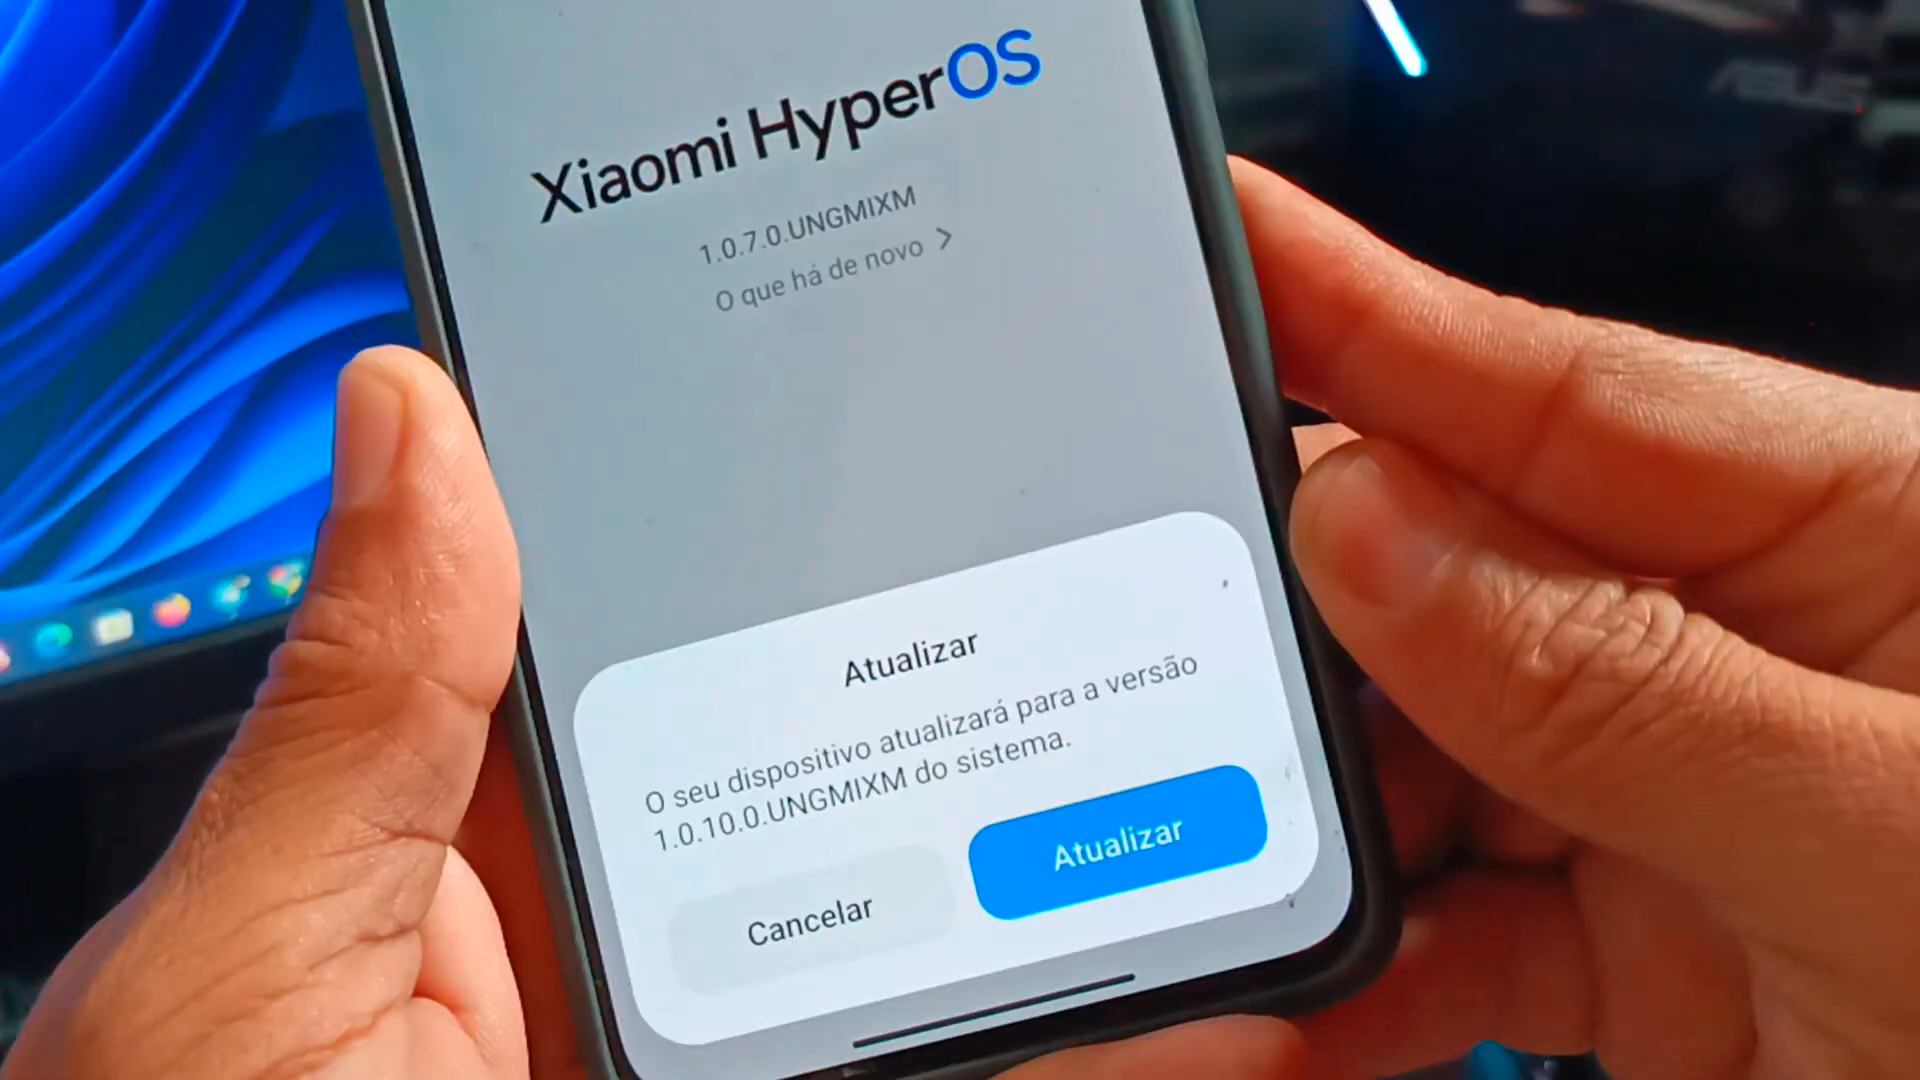 ASUS
Xiaomi HyperOS
1.0.7.0.UNGMIXM
O que há de novo >
Atualizar
O seu dispositivo atualizará para a versão
1.0.10.0.UNGMIXM do sistema.
Cancelar
Atualizar